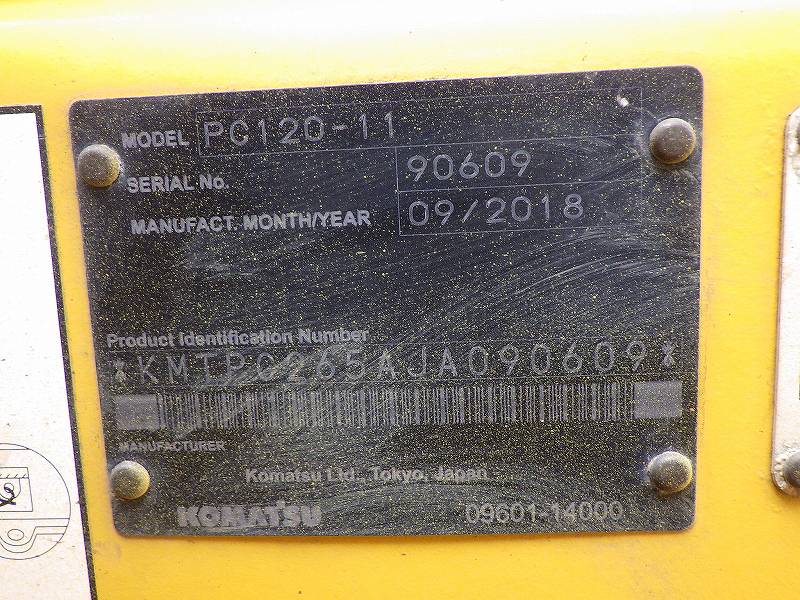 MODEL PC120-11
SERIAL No. 90609
MANUFACT. MONTH/YEAR 09/2018
Product Identification Number
*KMTPC265AJA090609*
MANUFACTURER
Komatsu Ltd., Tokyo, Japan
KOMATSU 09601-14000